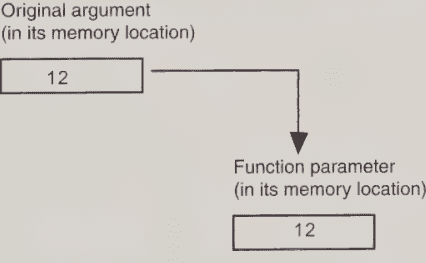 Original argument
(in its memory location)
12
Function parameter
(in its memory location)
12